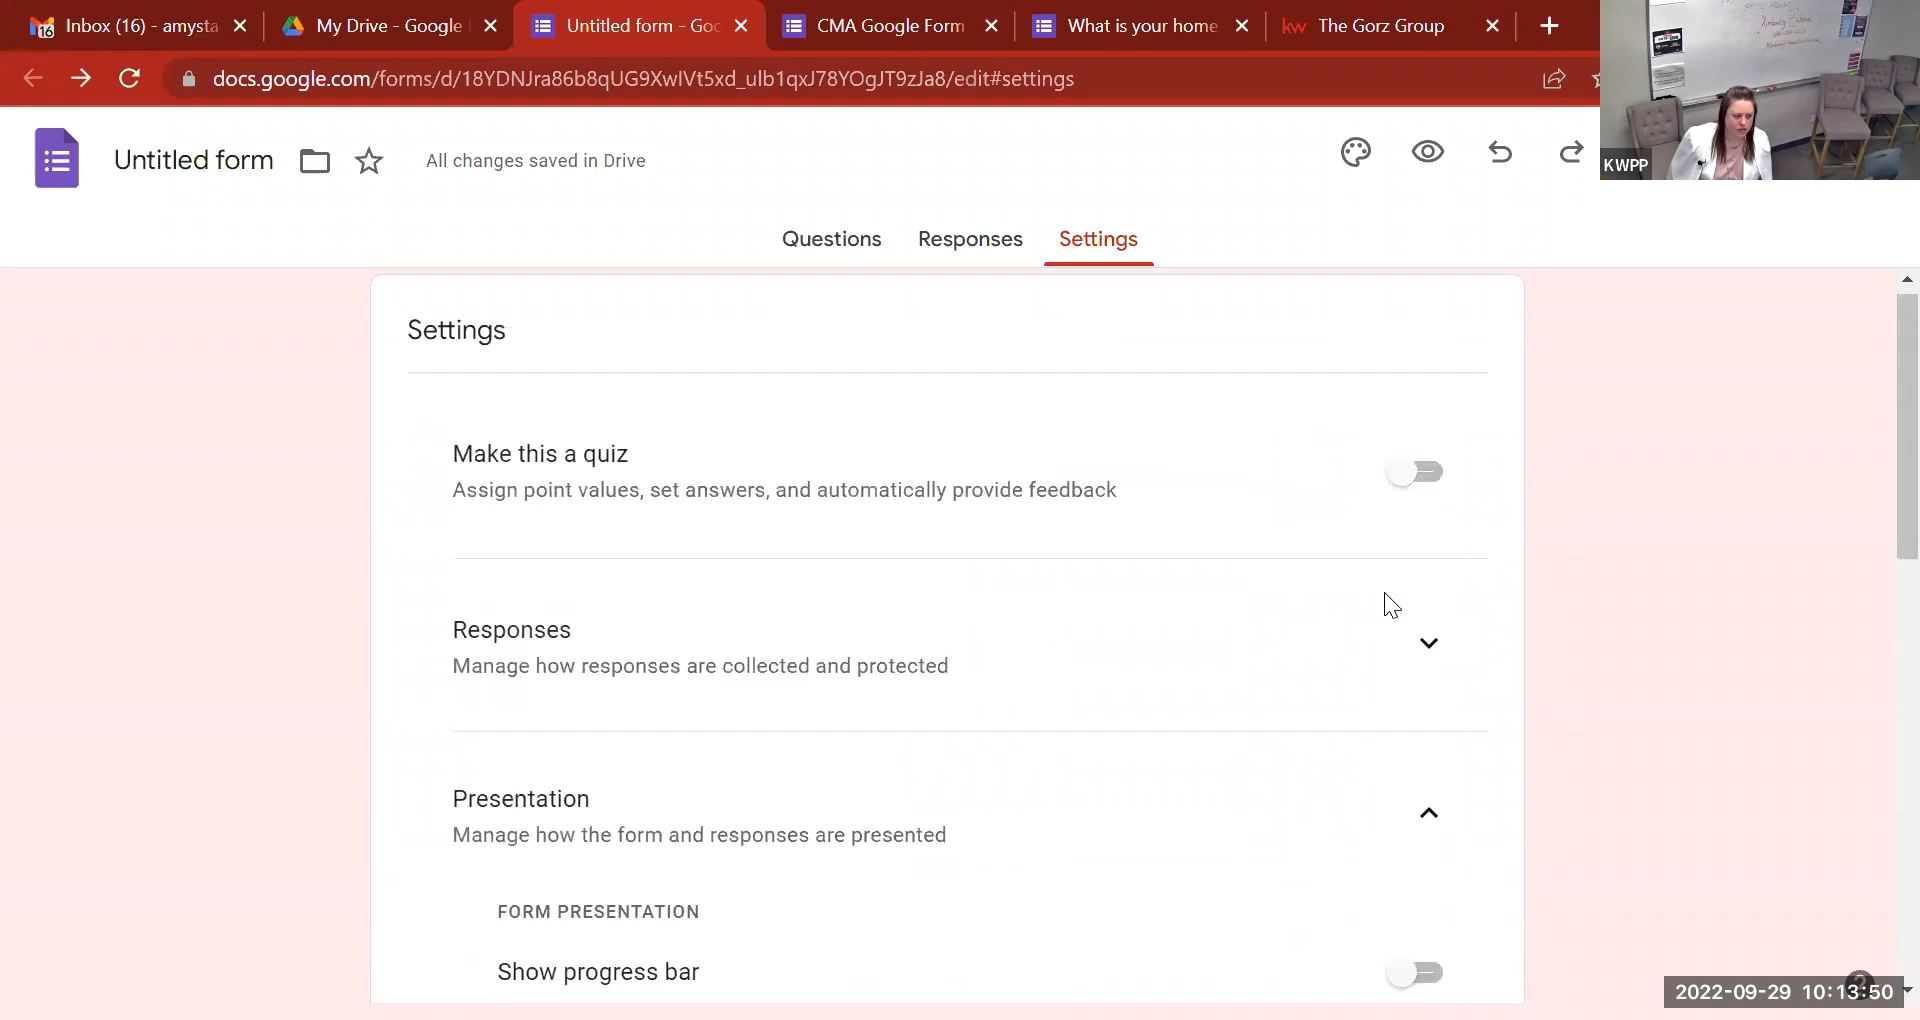 Inbox (16) - amysta
My Drive - Google
Untitled form - Goo
CMA Google Form
What is your home
kw The Gorz Group
docs.google.com/forms/d/18YDNJra86b8qUG9XwIVt5xd_ulb1qxJ78YOgJT9zJa8/edit#settings
Untitled form
All changes saved in Drive
KWPP
Questions
Responses
Settings
Settings
Make this a quiz
Assign point values, set answers, and automatically provide feedback
Responses
Manage how responses are collected and protected
Presentation
Manage how the form and responses are presented
FORM PRESENTATION
Show progress bar
2022-09-29 10:13:50